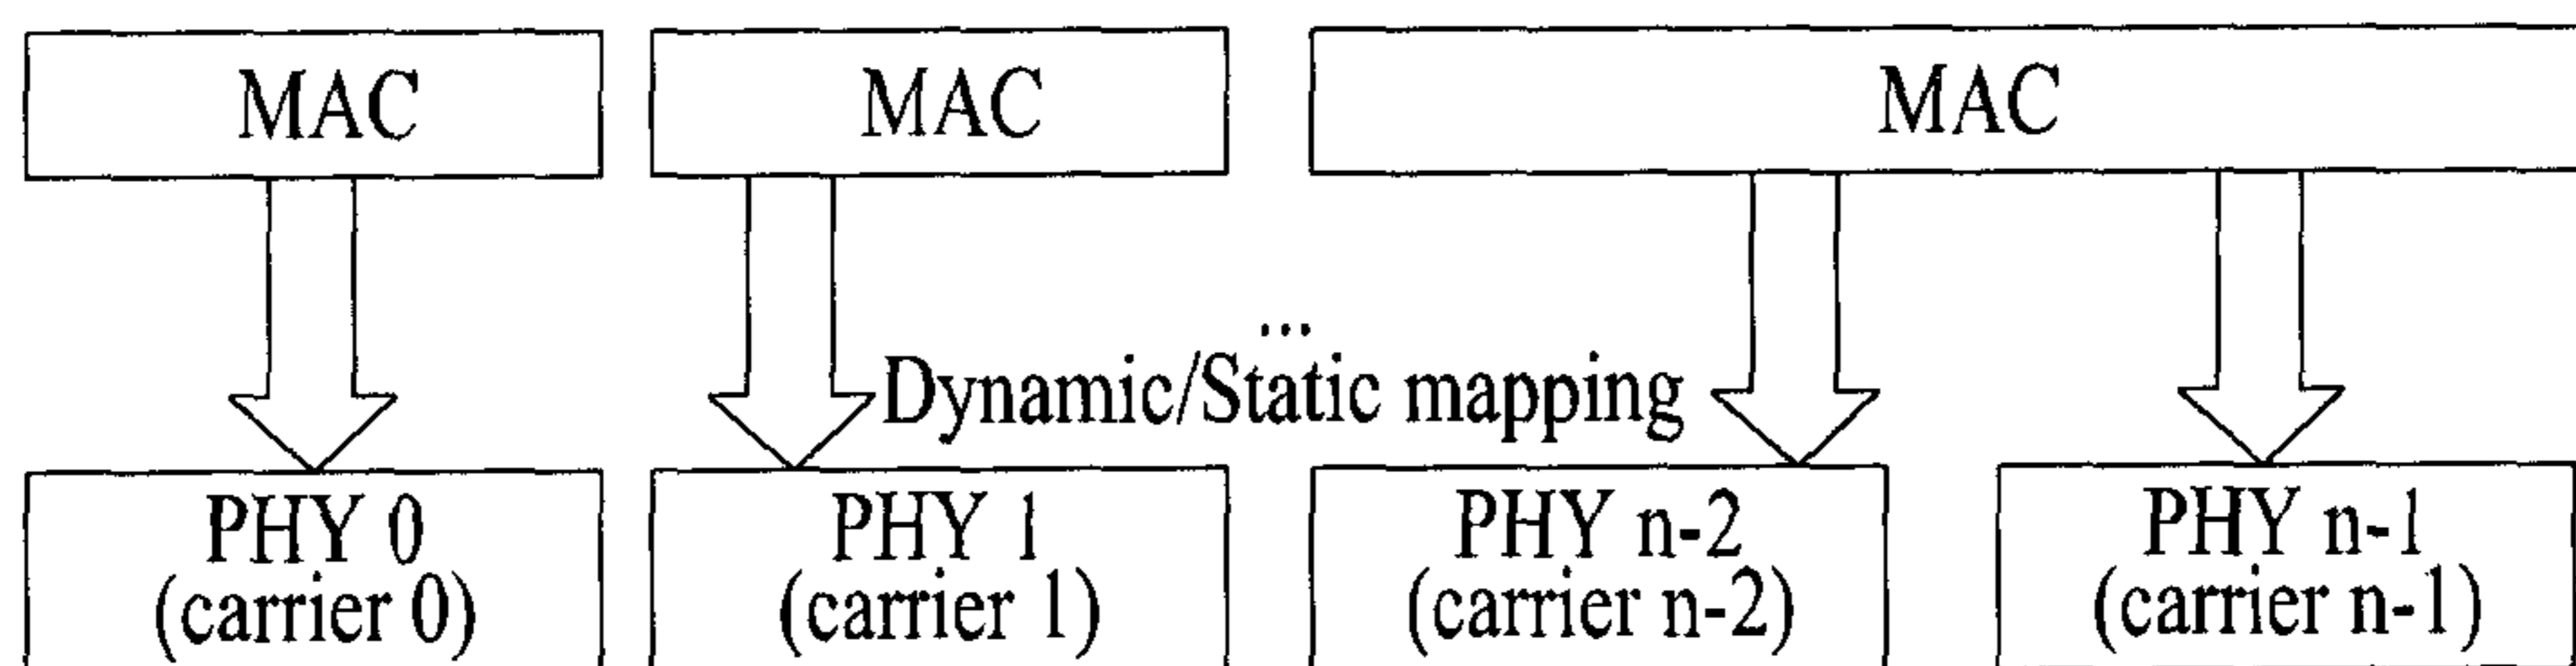 MAC
MAC
MAC
...
Dynamic/Static mapping
PHY 0
(carrier 0)
PHY 1
(carrier 1)
PHY n-2
(carrier n-2)
PHY n-1
(carrier n-1)